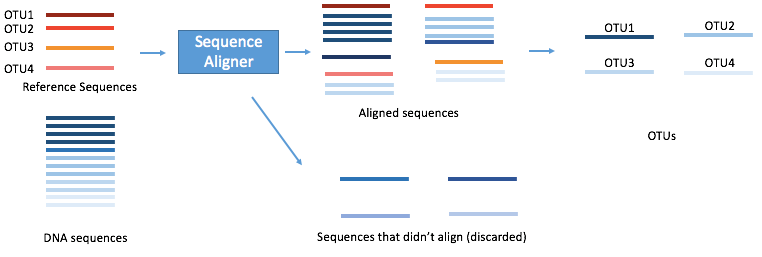 OTU1
OTU2
OTU3
OTU4
Reference Sequences
DNA sequences
Sequence
Aligner
Aligned sequences
Sequences that didn't align (discarded)
OTU1
OTU2
OTU3
OTU4
OTUs